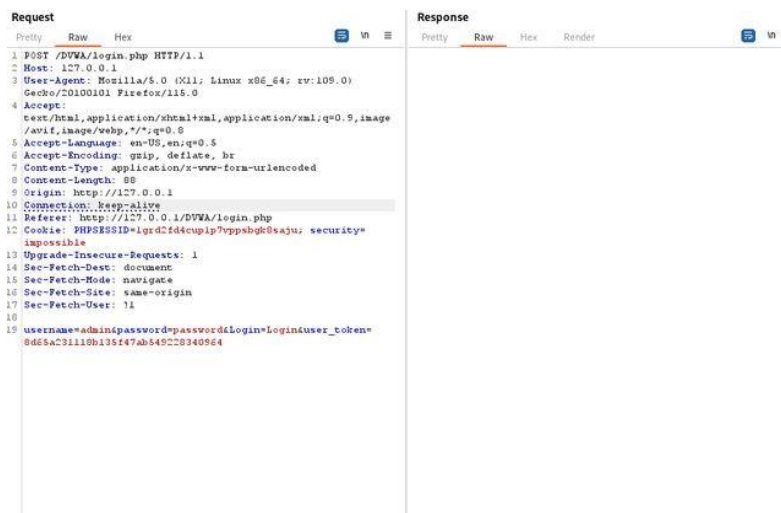 Request
Pretty Raw Hex
\n
1 POST /DVWA/login.php HTTP/1.1
2 Host: 127.0.0.1
3 User-Agent: Mozilla/5.0 (X11; Linux x86_64; rv:109.0)
Gecko/20100101 Firefox/115.0
4 Accept:
text/html,application/xhtml+xml,application/xml;q=0.9,image
/avif,image/webp,*/*;q=0.8
5 Accept-Language: en-US,en;q=0.5
6 Accept-Encoding: gzip, deflate, br
7 Content-Type: application/x-www-form-urlencoded
8 Content-Length: 88
9 Origin: http://127.0.0.1
10 Connection: keep-alive
11 Referer: http://127.0.0.1/DVWA/login.php
12 Cookie: PHPSESSID=lgrd2fd4cup1p7vppsbgk8saju; security=
impossible
13 Upgrade-Insecure-Requests: 1
14 Sec-Fetch-Dest: document
15 Sec-Fetch-Mode: navigate
16 Sec-Fetch-Site: same-origin
17 Sec-Fetch-User: ?1
18
19 username=admin&password=password&Login=Login&user_token=
8d65a231118b135f47ab549228340964
Response
Pretty Raw Hex Render
\n